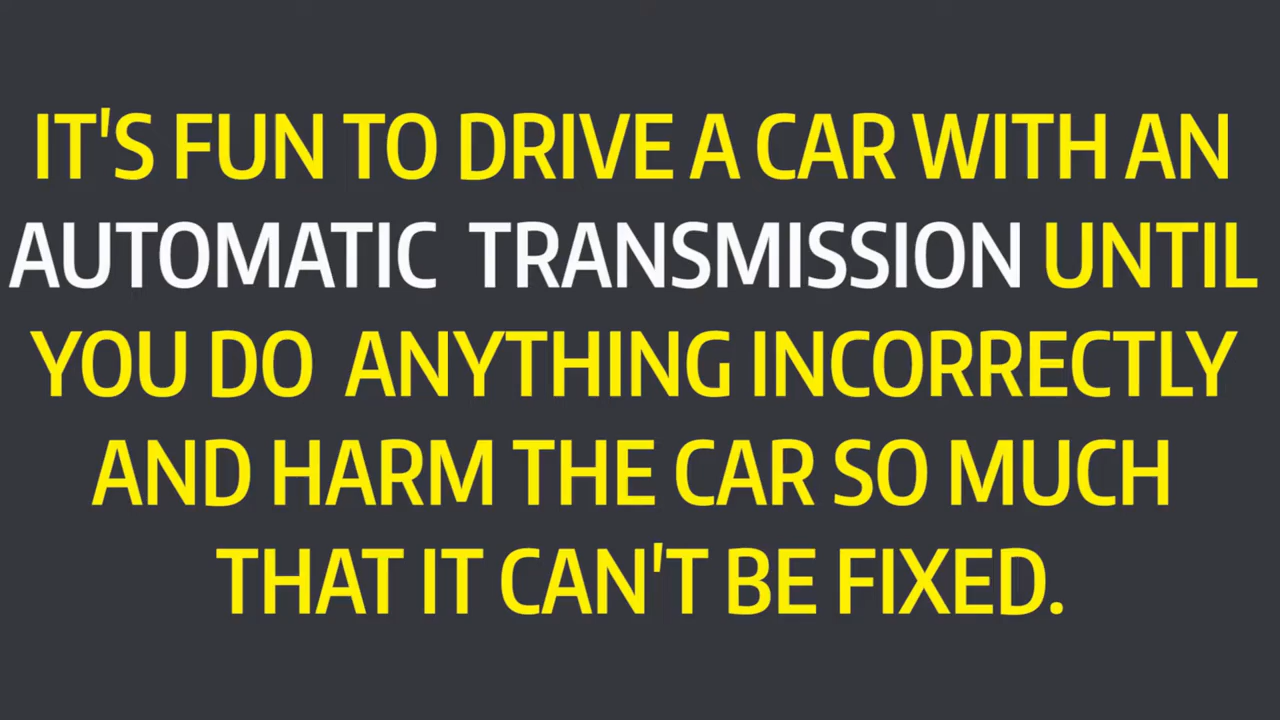 IT'S FUN TO DRIVE A CAR WITH AN
AUTOMATIC TRANSMISSION UNTIL
YOU DO ANYTHING INCORRECTLY
AND HARM THE CAR SO MUCH
THAT IT CAN'T BE FIXED.